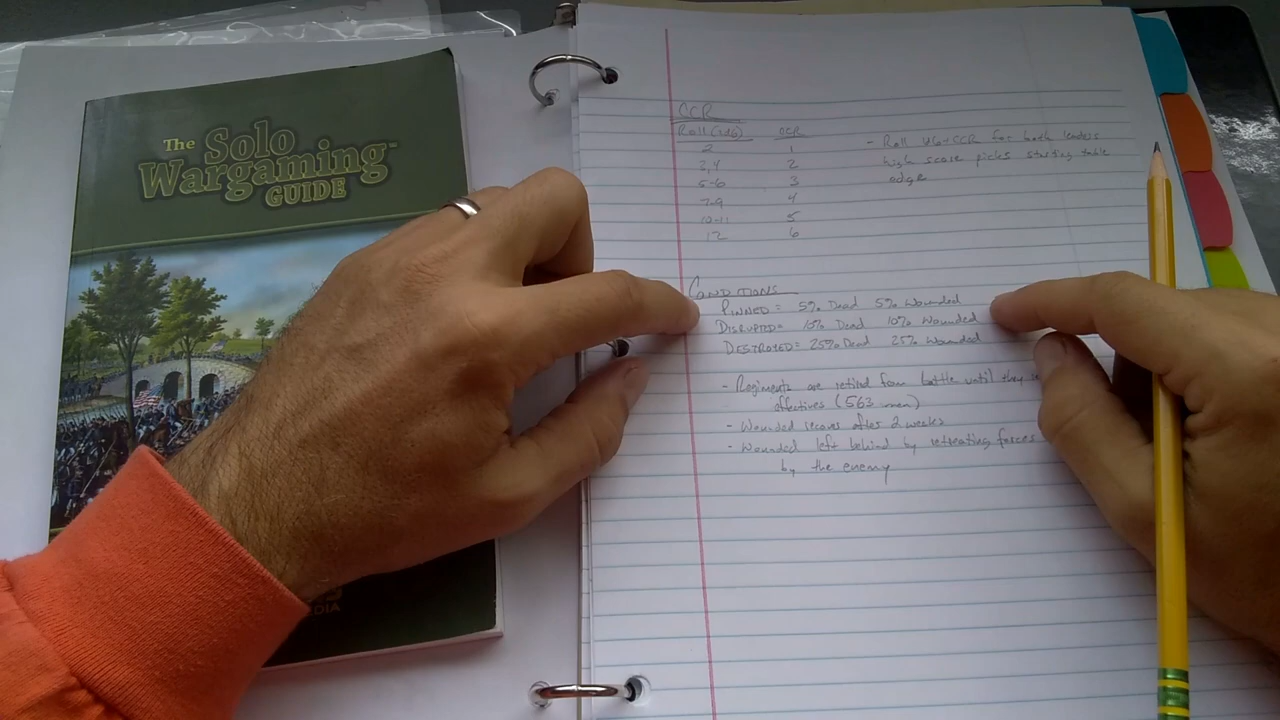 The Solo
Wargaming™
GUIDE
DIA
CCR
Roll (2d6) CCR
2 1
2,4 2
5-6 3
7-9 4
10-11 5
12 6
- Roll CCR for both leaders
high score picks starting table
edge
CONDITIONS
PINNED = 5% Dead 5% Wounded
DISRUPTED = 10% Dead 10% Wounded
DESTROYED = 25% Dead 25% Wounded
- Regiments are retired from battle until they
effectives (563 men)
- Wounded recover after 2 weeks
- Wounded left behind by retreating forces
by the enemy